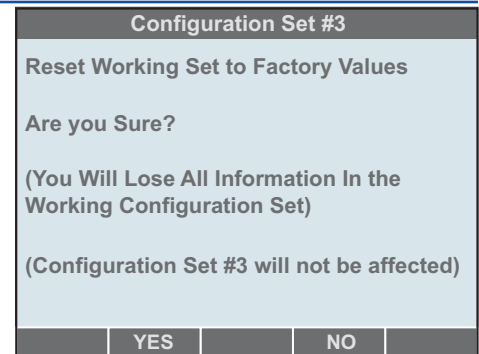 Configuration Set #3
Reset Working Set to Factory Values
Are you Sure?
(You Will Lose All Information In the
Working Configuration Set)
(Configuration Set #3 will not be affected)
YES NO